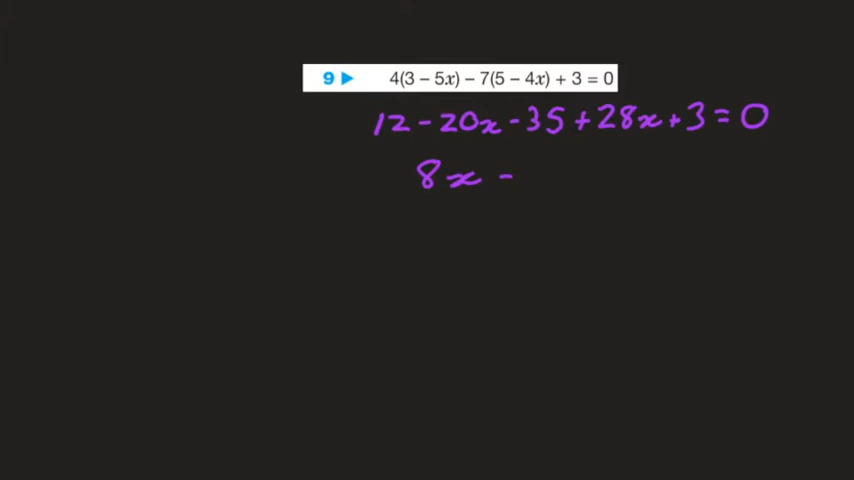 9 ▶ 4(3 − 5x) − 7(5 − 4x) + 3 = 0
12 - 20x - 35 + 28x + 3 = 0
8x -